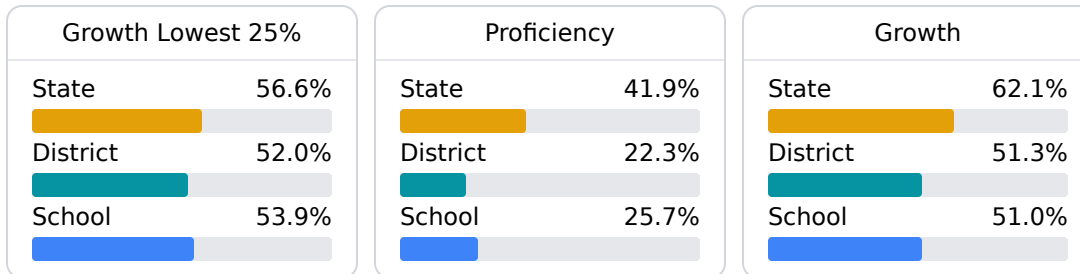 Growth Lowest 25%
State 56.6%
District 52.0%
School 53.9%
Proficiency
State 41.9%
District 22.3%
School 25.7%
Growth
State 62.1%
District 51.3%
School 51.0%